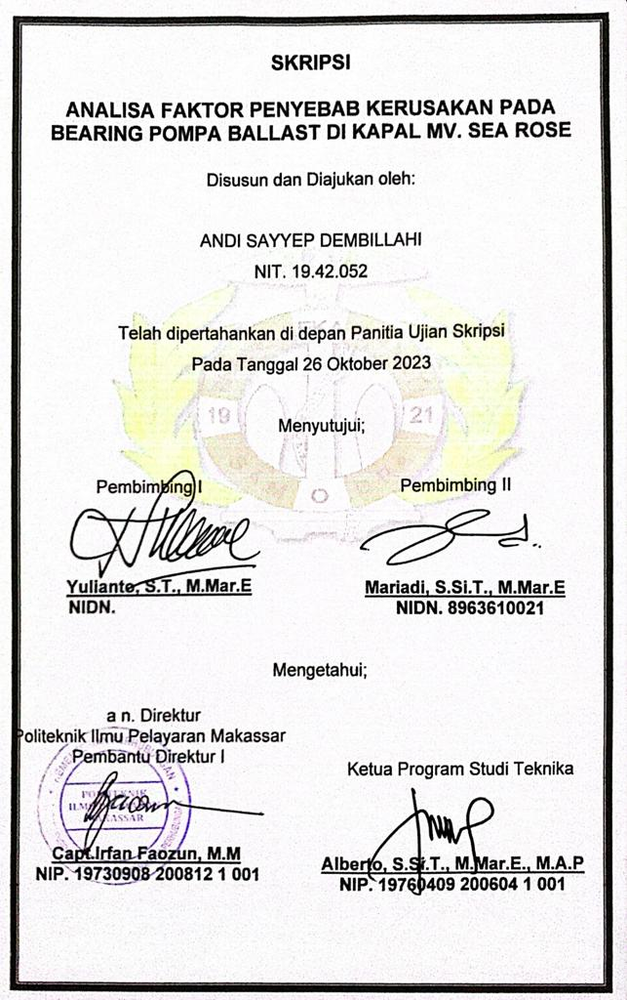 SKRIPSI
ANALISA FAKTOR PENYEBAB KERUSAKAN PADA
BEARING POMPA BALLAST DI KAPAL MV. SEA ROSE
Disusun dan Diajukan oleh:
ANDI SAYYEP DEMBILLAHI
NIT. 19.42.052
Telah dipertahankan di depan Panitia Ujian Skripsi
Pada Tanggal 26 Oktober 2023
19 21
Menyutujui;
Pembimbing I
Pembimbing II
Yulianto, S.T., M.Mar.E
NIDN.
Mariadi, S.Si.T., M.Mar.E
NIDN. 8963610021
Mengetahui;
a n. Direktur
Politeknik Ilmu Pelayaran Makassar
Pembantu Direktur I
POLITEKNIK
ILMU
MAKASSAR
Capt.Irfan Faozun, M.M
NIP. 19730908 200812 1 001
Ketua Program Studi Teknika
Alberto, S.Si.T., M.Mar.E., M.A.P
NIP. 19760409 200604 1 001